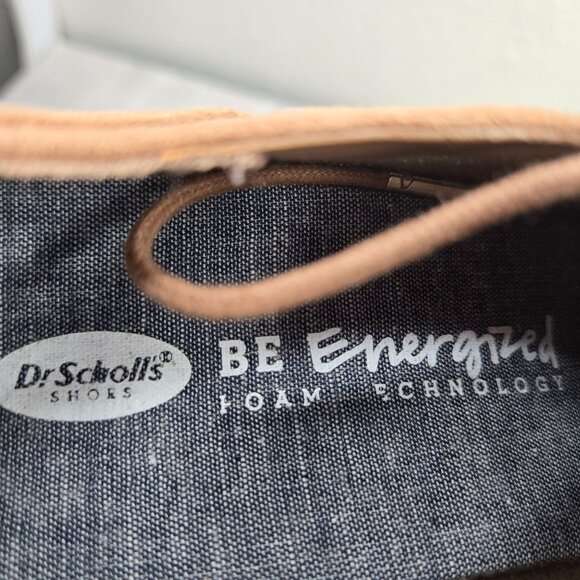 Dr Scholl's®
SHOES
BE Energized
FOAM TECHNOLOGY